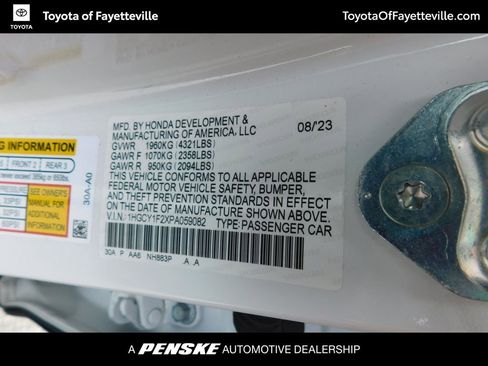 TOYOTA
Toyota of Fayetteville
ToyotaOfFayetteville.com
MFD. BY HONDA DEVELOPMENT &
MANUFACTURING OF AMERICA, LLC
08/'23
GVWR 1960KG (4321LBS)
GAWR F 1070KG (2358LBS)
GAWR R 950KG (2094LBS)
THIS VEHICLE CONFORMS TO ALL APPLICABLE
FEDERAL MOTOR VEHICLE SAFETY, BUMPER,
AND THEFT PREVENTION STANDARDS IN EFFECT
ON THE DATE OF MANUFACTURE SHOWN ABOVE.
V.I.N.: 1HGCY1F2XPA059082 TYPE:PASSENGER CAR
30A P AA6 NH883P .A .A
G INFORMATION
FRONT 2 REAR 3
30A-A0
SEE OWNER'S
MANUAL FOR
ADDITIONAL
INFORMATION
A PENSKE AUTOMOTIVE DEALERSHIP